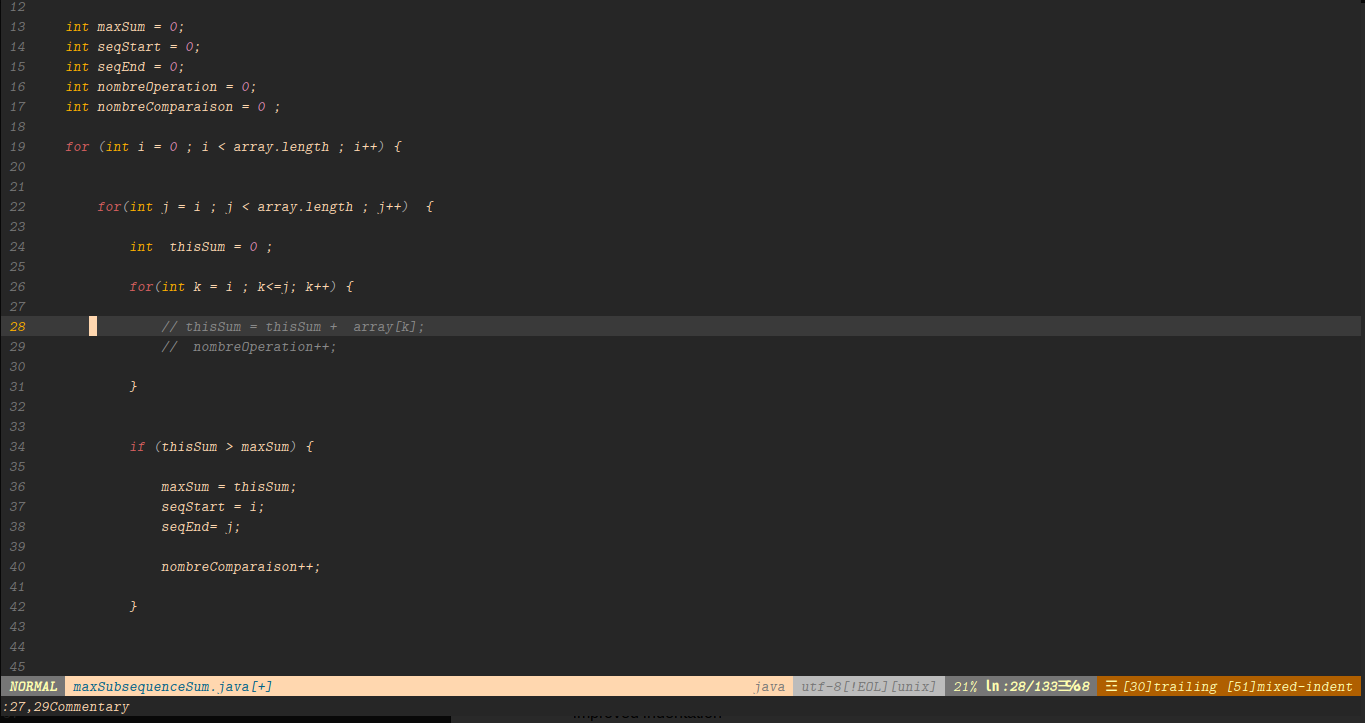 12
13 int maxSum = 0;
14 int seqStart = 0;
15 int seqEnd = 0;
16 int nombreOperation = 0;
17 int nombreComparaison = 0 ;
18
19 for (int i = 0 ; i < array.length ; i++) {
20
21
22 for(int j = i ; j < array.length ; j++)  {
23
24 int  thisSum = 0 ;
25
26 for(int k = i ; k<=j; k++) {
27
28 // thisSum = thisSum +  array[k];
29 //  nombreOperation++;
30
31 }
32
33
34 if (thisSum > maxSum) {
35
36 maxSum = thisSum;
37 seqStart = i;
38 seqEnd= j;
39
40 nombreComparaison++;
41
42 }
43
44
45
NORMAL maxSubsequenceSum.java[+] java utf-8[!EOL][unix] 21% ln:28/133 ☲ [30]trailing [51]mixed-indent
:27,29Commentary